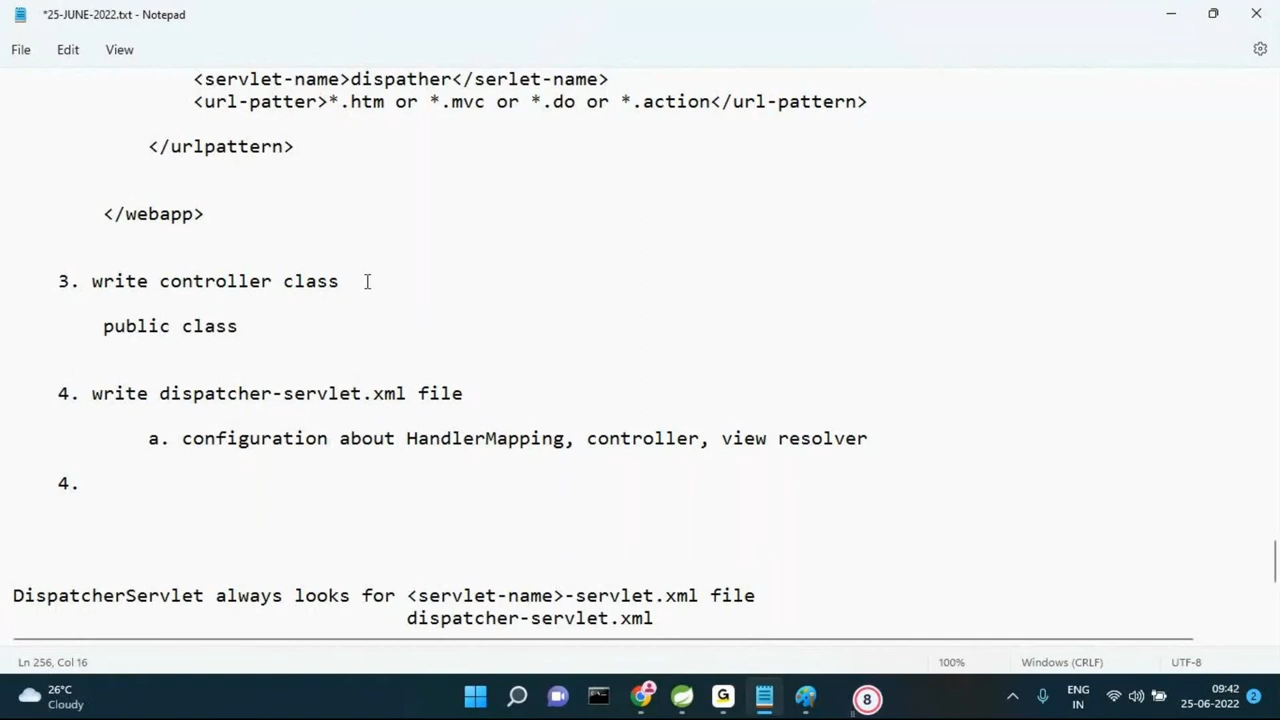 *25-JUNE-2022.txt - Notepad
File Edit View
<servlet-name>dispather</serlet-name>
<url-patter>*.htm or *.mvc or *.do or *.action</url-pattern>
</urlpattern>
</webapp>
3. write controller class
public class
4. write dispatcher-servlet.xml file
a. configuration about HandlerMapping, controller, view resolver
4.
DispatcherServlet always looks for <servlet-name>-servlet.xml file
dispatcher-servlet.xml
Ln 256, Col 16 100% Windows (CRLF) UTF-8
26°C
Cloudy
G
8
ENG
IN
09:42
25-06-2022
2